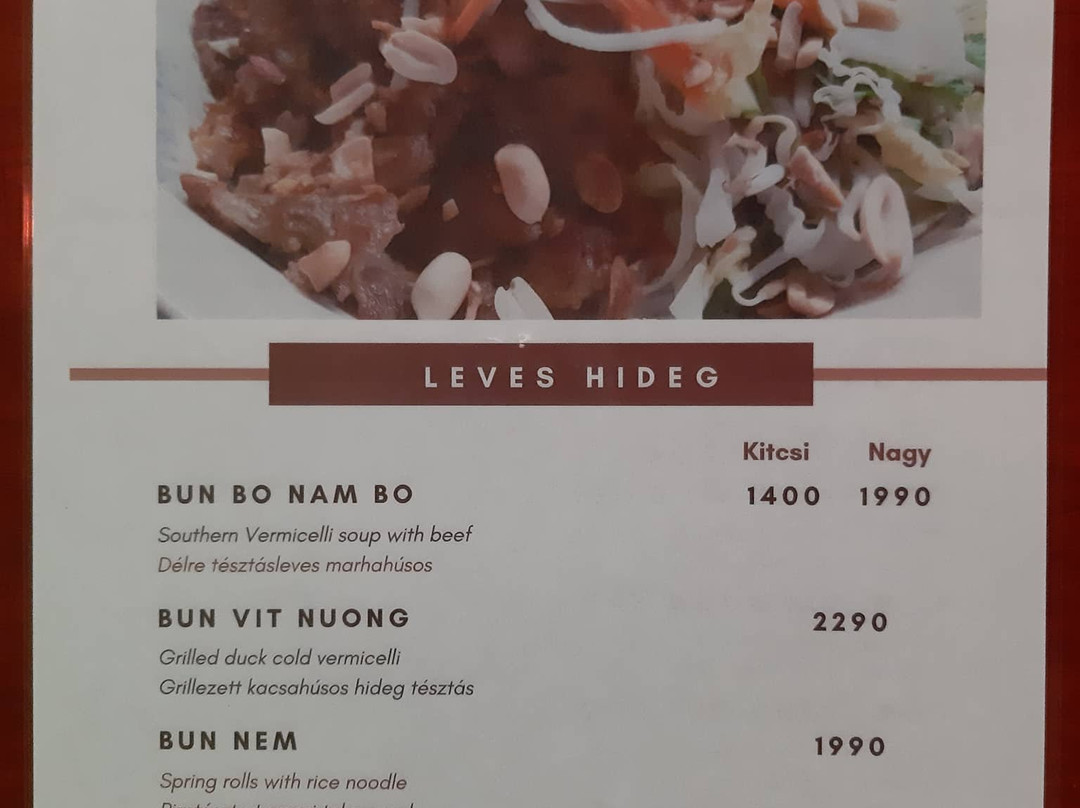 LEVES HIDEG
Kitcsi Nagy
BUN BO NAM BO 1400 1990
Southern Vermicelli soup with beef
Délre tésztásleves marhahúsos
BUN VIT NUONG 2290
Grilled duck cold vermicelli
Grillezett kacsahúsos hideg tésztás
BUN NEM 1990
Spring rolls with rice noodle